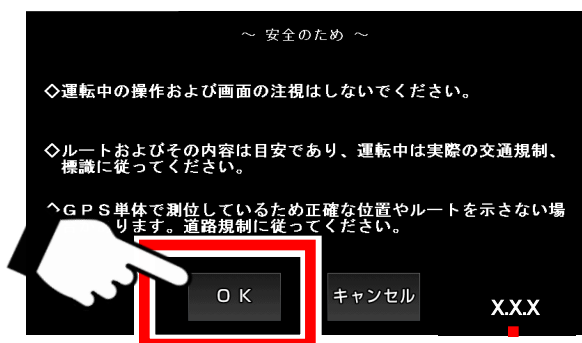 ～ 安全のため ～
◇運転中の操作および画面の注視はしないでください。
◇ルートおよびその内容は目安であり、運転中は実際の交通規制、
標識に従ってください。
◇ＧＰＳ単体で測位しているため正確な位置やルートを示さない場
ります。道路規制に従ってください。
ＯＫ
キャンセル
X.X.X